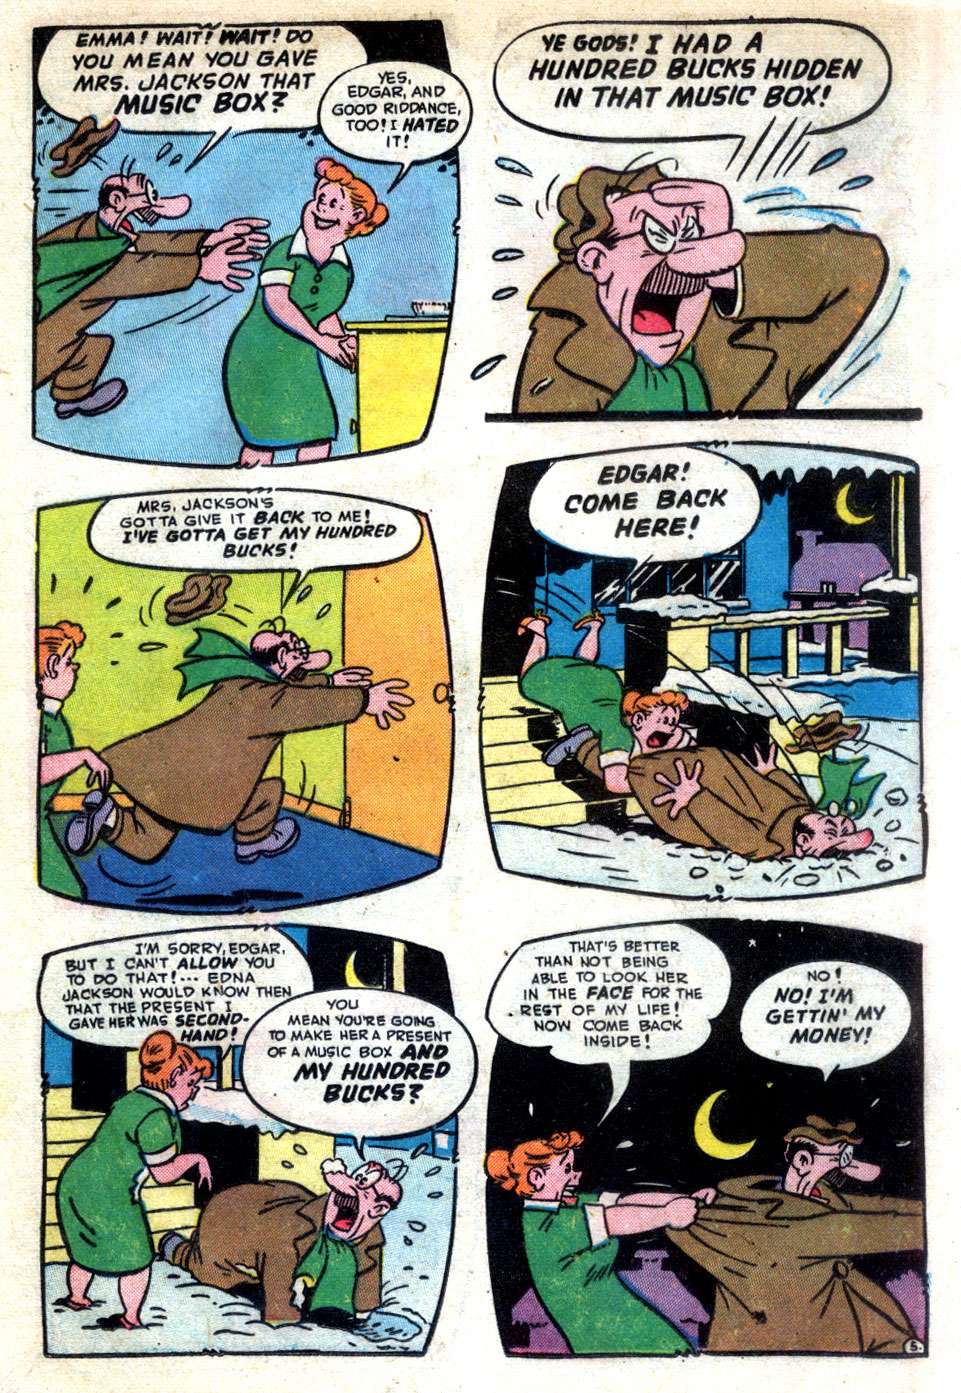 EMMA! WAIT! WAIT! DO
YOU MEAN YOU GAVE
MRS. JACKSON THAT
MUSIC BOX?
YES,
EDGAR, AND
GOOD RIDDANCE,
TOO! I HATED
IT!
YE GODS! I HAD A
HUNDRED BUCKS HIDDEN
IN THAT MUSIC BOX!
MRS. JACKSON'S
GOTTA GIVE IT BACK TO ME!
I'VE GOTTA GET MY HUNDRED
BUCKS!
EDGAR!
COME BACK
HERE!
I'M SORRY, EDGAR,
BUT I CAN'T ALLOW YOU
TO DO THAT!... EDNA
JACKSON WOULD KNOW THEN
THAT THE PRESENT I
GAVE HER WAS SECOND-
HAND!
YOU
MEAN YOU'RE GOING
TO MAKE HER A PRESENT
OF A MUSIC BOX AND
MY HUNDRED
BUCKS?
THAT'S BETTER
THAN NOT BEING
ABLE TO LOOK HER
IN THE FACE FOR THE
REST OF MY LIFE!
NOW COME BACK
INSIDE!
NO!
NO! I'M
GETTIN' MY
MONEY!
5.